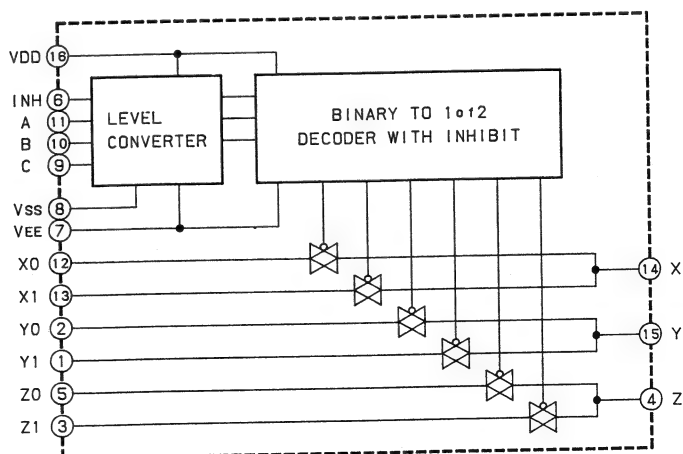 VDD 16
INH 6
A 11
B 10
C 9
VSS 8
VEE 7
X0 12
X1 13
Y0 2
Y1 1
Z0 5
Z1 3
LEVEL
CONVERTER
BINARY TO 1of2
DECODER WITH INHIBIT
14 X
15 Y
4 Z